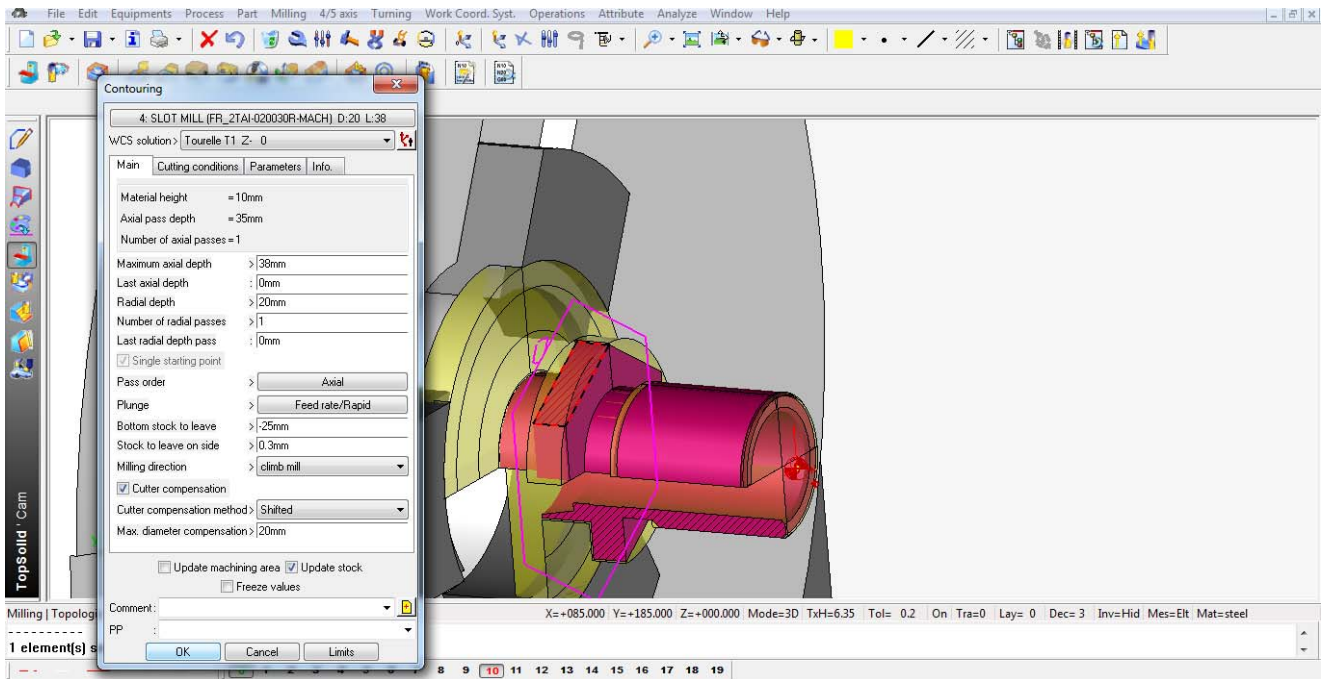 File Edit Equipments Process Part Milling 4/5 axis Turning Work Coord. Syst. Operations Attribute Analyze Window Help
Contouring
4: SLOT MILL (FR_2TAI-020030R-MACH) D:20 L:38
WCS solution > Tourelle T1 Z- 0
Main Cutting conditions Parameters Info.
Material height =10mm
Axial pass depth =35mm
Number of axial passes =1
Maximum axial depth > 38mm
Last axial depth : 0mm
Radial depth > 20mm
Number of radial passes > 1
Last radial depth pass : 0mm
Single starting point
Pass order > Axial
Plunge > Feed rate/Rapid
Bottom stock to leave > -25mm
Stock to leave on side > 0.3mm
Milling direction > climb mill
Cutter compensation
Cutter compensation method > Shifted
Max. diameter compensation > 20mm
Update machining area Update stock
Freeze values
Comment :
PP :
OK Cancel Limits
TopSolid ' Cam
Milling | Topologi
X=+085.000 Y=+185.000 Z=+000.000 Mode=3D TxH=6.35 Tol= 0.2 On Tra=0 Lay= 0 Dec= 3 Inv=Hid Mes=Elt Mat=steel
1 element(s) s
8 9 10 11 12 13 14 15 16 17 18 19